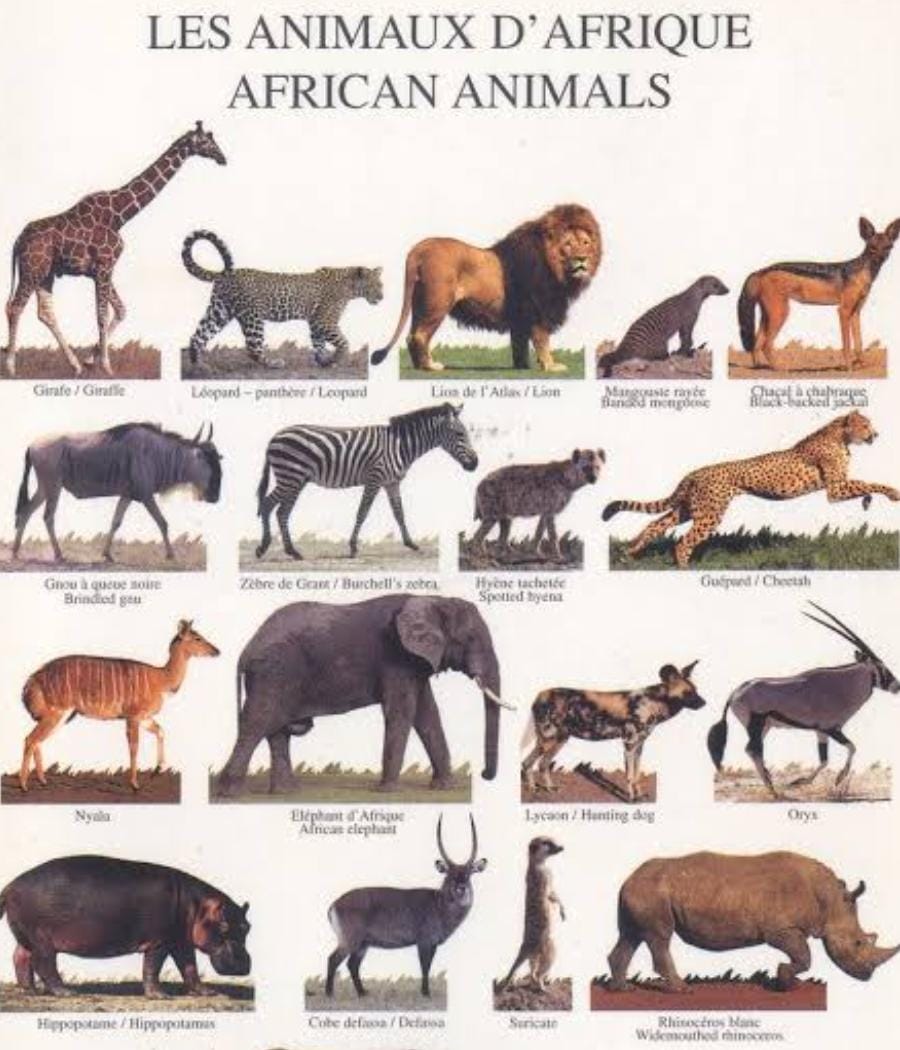 LES ANIMAUX D'AFRIQUE
AFRICAN ANIMALS
Girafe / Giraffe
Léopard – panthère / Leopard
Lion de l'Atlas / Lion
Mangouste rayée
Banded mongoose
Chacal à chabraque
Black-backed jackal
Gnou à queue noire
Brindled gnu
Zèbre de Grant / Burchell's zebra
Hyène tachetée
Spotted hyena
Guépard / Cheetah
Nyala
Eléphant d'Afrique
African elephant
Lycaon / Hunting dog
Oryx
Hippopotame / Hippopotamus
Cobe defassa / Defassa
Suricate
Rhinocéros blanc
Widemouthed rhinoceros